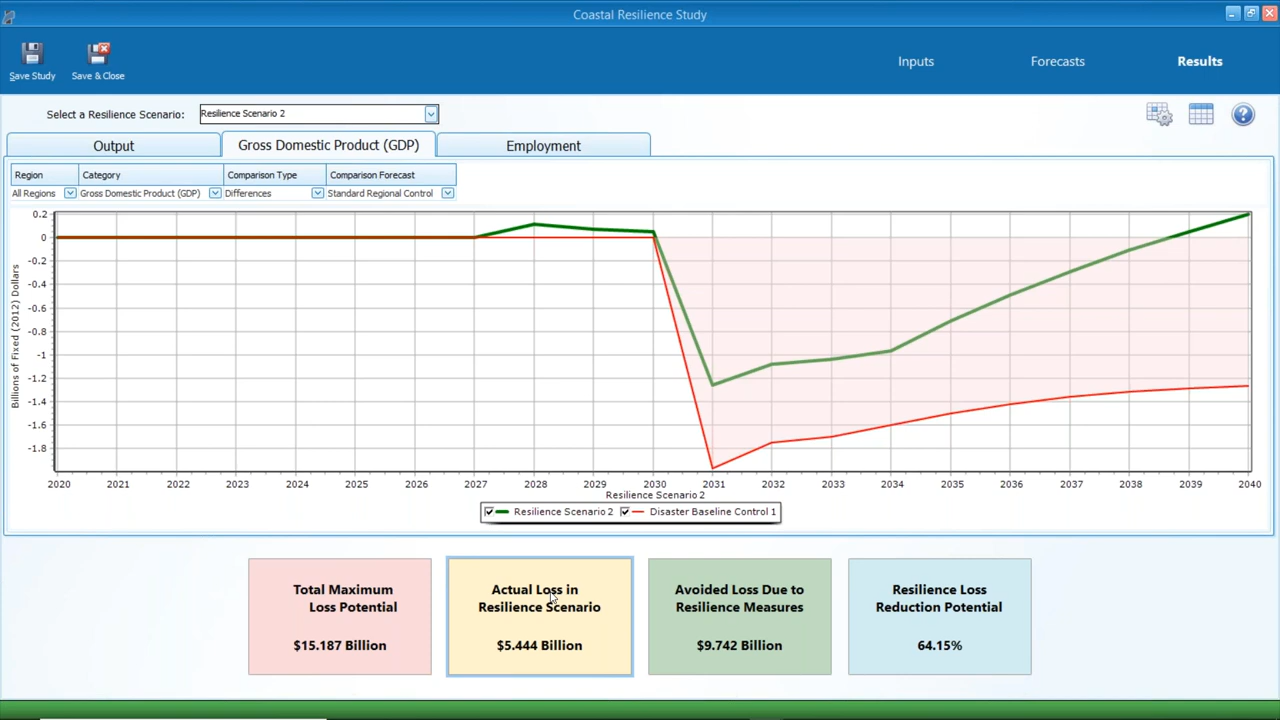 Coastal Resilience Study
Save Study
Save & Close
Inputs
Forecasts
Results
Select a Resilience Scenario:
Resilience Scenario 2
Output
Gross Domestic Product (GDP)
Employment
Region
Category
Comparison Type
Comparison Forecast
All Regions
Gross Domestic Product (GDP)
Differences
Standard Regional Control
Billions of Fixed (2012) Dollars
0.2
0
-0.2
-0.4
-0.6
-0.8
-1
-1.2
-1.4
-1.6
-1.8
2020 2021 2022 2023 2024 2025 2026 2027 2028 2029 2030 2031 2032 2033 2034 2035 2036 2037 2038 2039 2040
Resilience Scenario 2
Resilience Scenario 2
Disaster Baseline Control 1
Total Maximum
Loss Potential
$15.187 Billion
Actual Loss in
Resilience Scenario
$5.444 Billion
Avoided Loss Due to
Resilience Measures
$9.742 Billion
Resilience Loss
Reduction Potential
64.15%